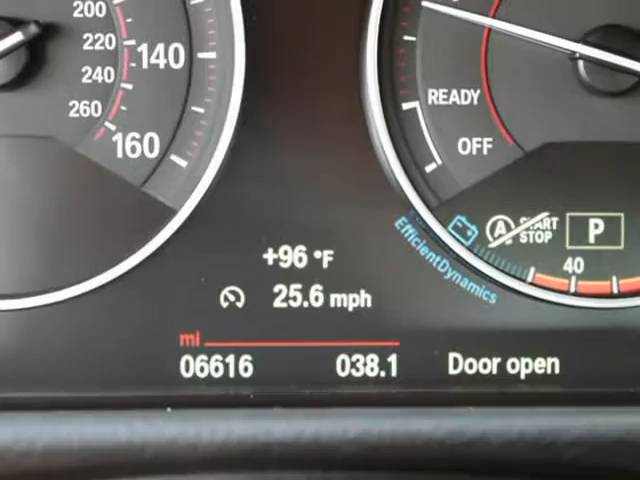 200
220
240
260
140
160
READY
OFF
A START
STOP
P
EfficientDynamics
40
+96 °F
25.6 mph
mi
06616 038.1 Door open